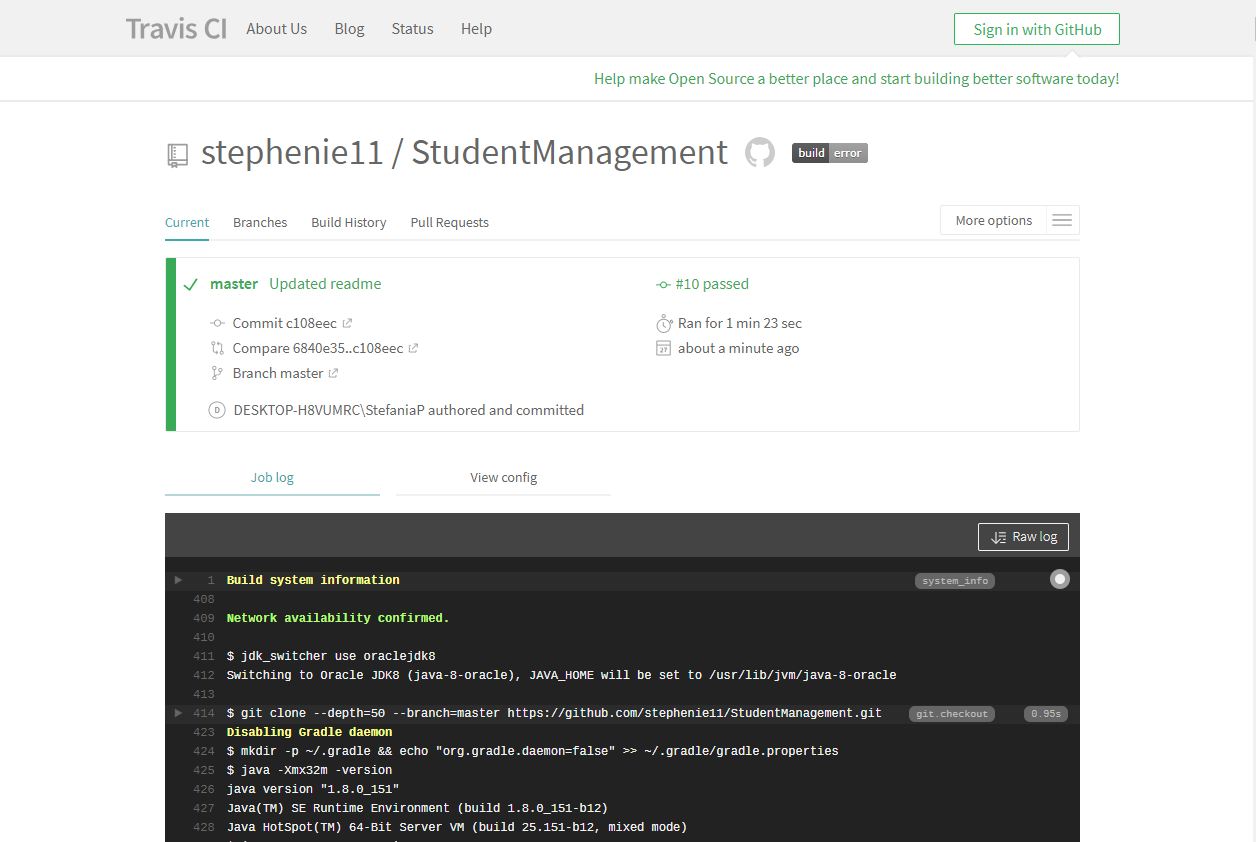 Travis CI About Us Blog Status Help Sign in with GitHub
Help make Open Source a better place and start building better software today!
stephenie11 / StudentManagement build error
Current Branches Build History Pull Requests More options
master Updated readme #10 passed
Commit c108eec Ran for 1 min 23 sec
Compare 6840e35..c108eec 27 about a minute ago
Branch master
D DESKTOP-H8VUMRC\StefaniaP authored and committed
Job log View config
Raw log
1 Build system information system_info
408
409 Network availability confirmed.
410
411 $ jdk_switcher use oraclejdk8
412 Switching to Oracle JDK8 (java-8-oracle), JAVA_HOME will be set to /usr/lib/jvm/java-8-oracle
413
414 $ git clone --depth=50 --branch=master https://github.com/stephenie11/StudentManagement.git git.checkout 0.95s
423 Disabling Gradle daemon
424 $ mkdir -p ~/.gradle && echo "org.gradle.daemon=false" >> ~/.gradle/gradle.properties
425 $ java -Xmx32m -version
426 java version "1.8.0_151"
427 Java(TM) SE Runtime Environment (build 1.8.0_151-b12)
428 Java HotSpot(TM) 64-Bit Server VM (build 25.151-b12, mixed mode)